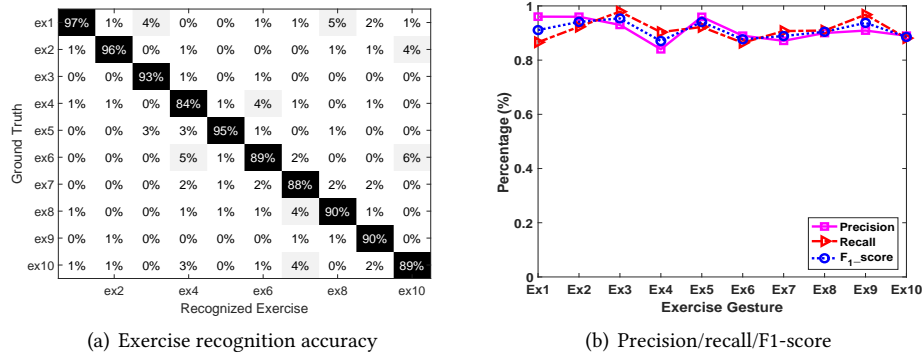 ex1 97% 1% 4% 1% 0% 1% 1% 5% 2% 1%
ex2 1% 96% 0% 1% 0% 0% 0% 1% 1% 4%
ex3 0% 0% 93% 1% 0% 1% 0% 0% 0% 0%
ex4 1% 1% 0% 84% 1% 4% 1% 0% 1% 0%
ex5 0% 0% 3% 3% 95% 1% 0% 1% 0% 0%
ex6 0% 0% 0% 5% 1% 89% 2% 0% 0% 6%
ex7 0% 0% 0% 2% 1% 2% 88% 2% 2% 0%
ex8 1% 0% 0% 1% 1% 1% 4% 90% 1% 0%
ex9 0% 1% 0% 0% 0% 0% 1% 1% 90% 0%
ex10 1% 1% 0% 3% 0% 1% 4% 0% 2% 89%
Ground Truth
ex2 ex4 ex6 ex8 ex10
Recognized Exercise
(a) Exercise recognition accuracy
1
0.8
0.6
0.4
0.2
0
Percentage (%)
Precision
Recall
F1_score
Ex1 Ex2 Ex3 Ex4 Ex5 Ex6 Ex7 Ex8 Ex9 Ex10
Exercise Gesture
(b) Precision/recall/F1-score